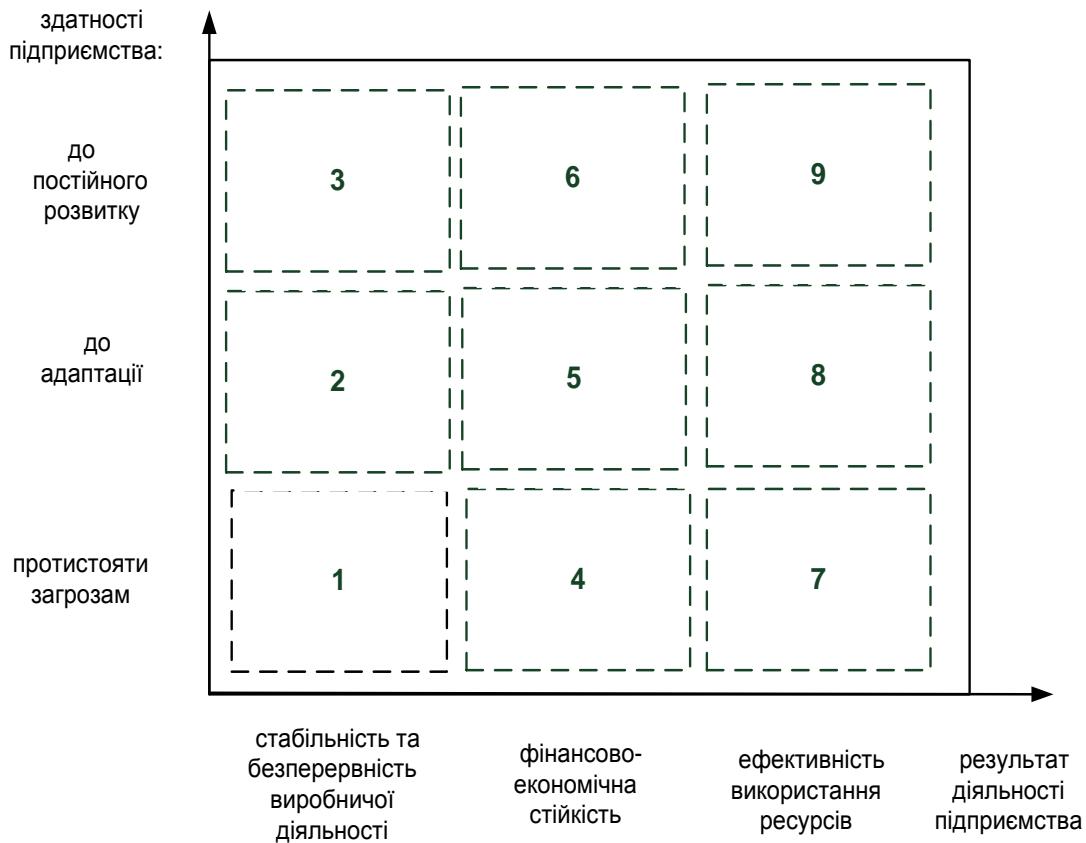 здатності
підприємства:
до
постійного
розвитку
3
6
9
до
адаптації
2
5
8
протистояти
загрозам
1
4
7
стабільність та
безперервність
виробничої
діяльності
фінансово-
економічна
стійкість
ефективність
використання
ресурсів
результат
діяльності
підприємства